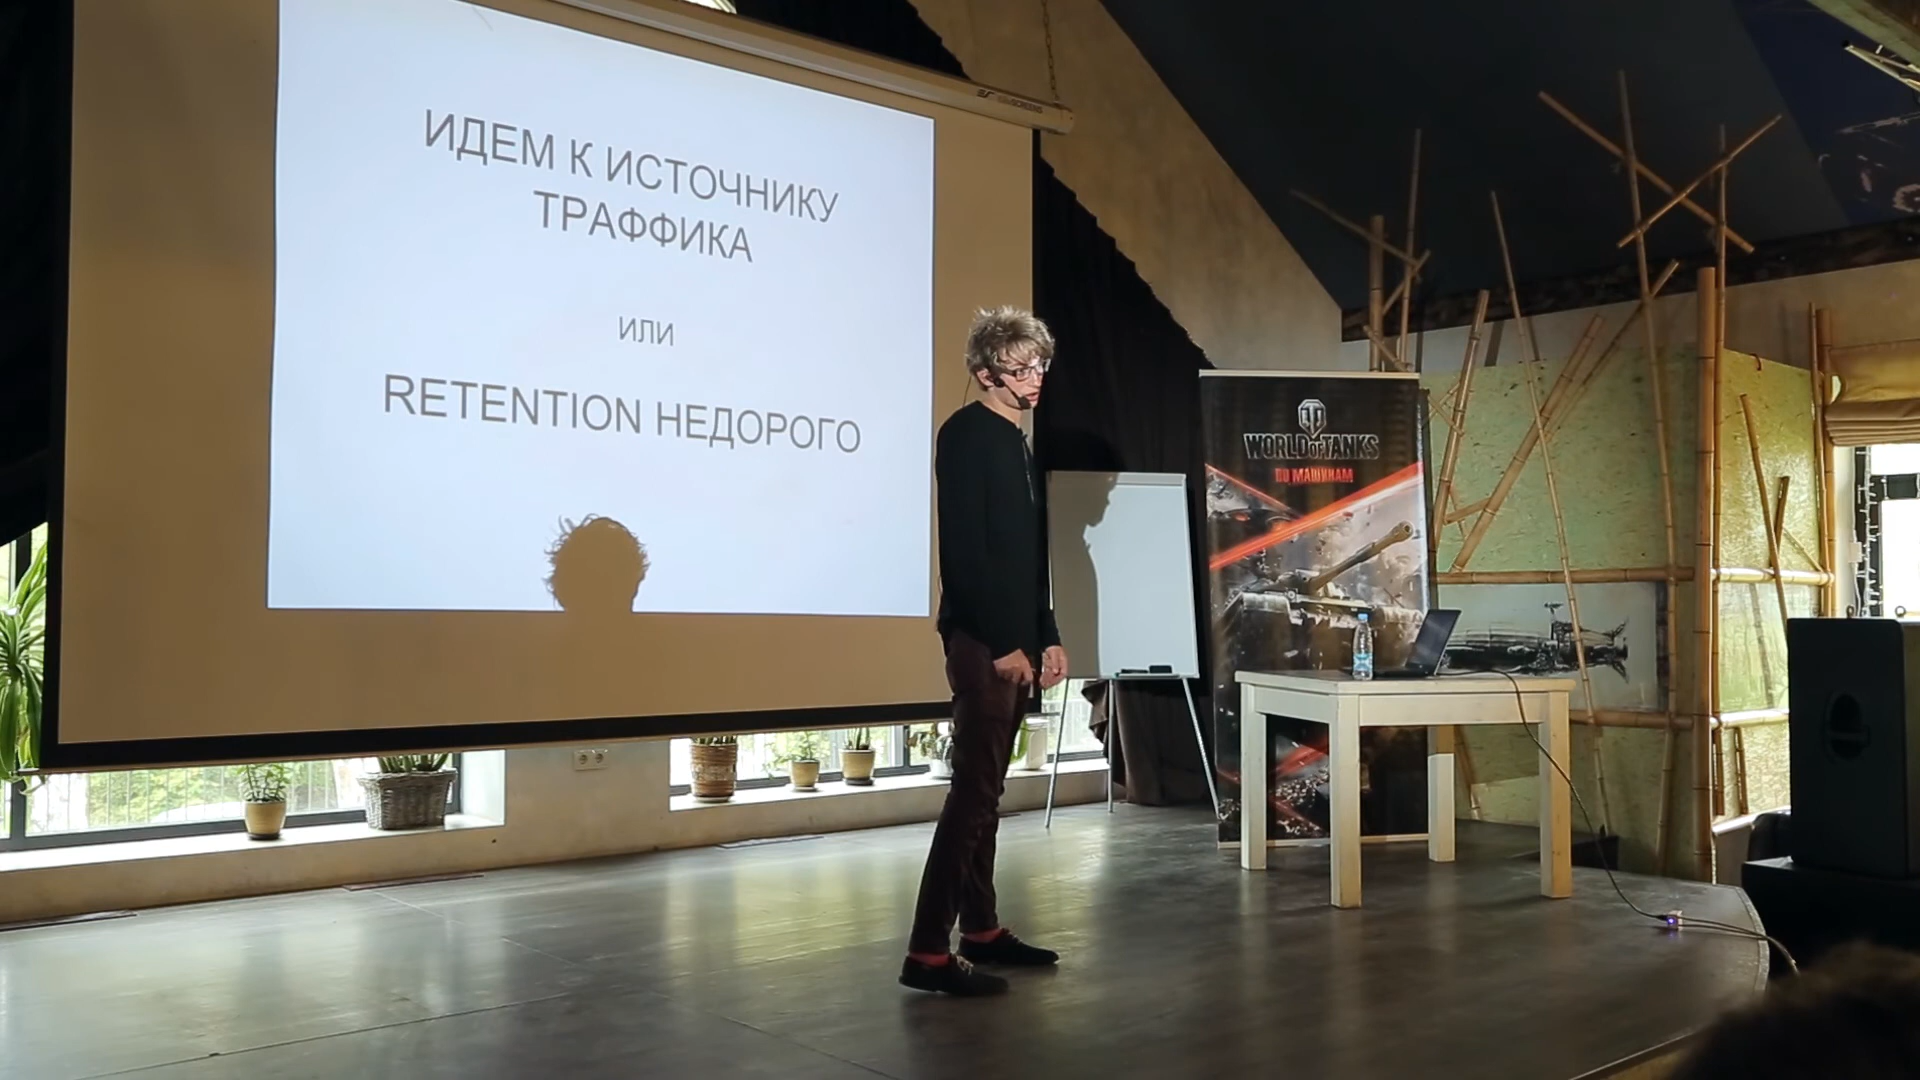 ИДЕМ К ИСТОЧНИКУ
ТРАФФИКА
ИЛИ
RETENTION НЕДОРОГО
WORLD OF TANKS
ПО МАШИНАМ